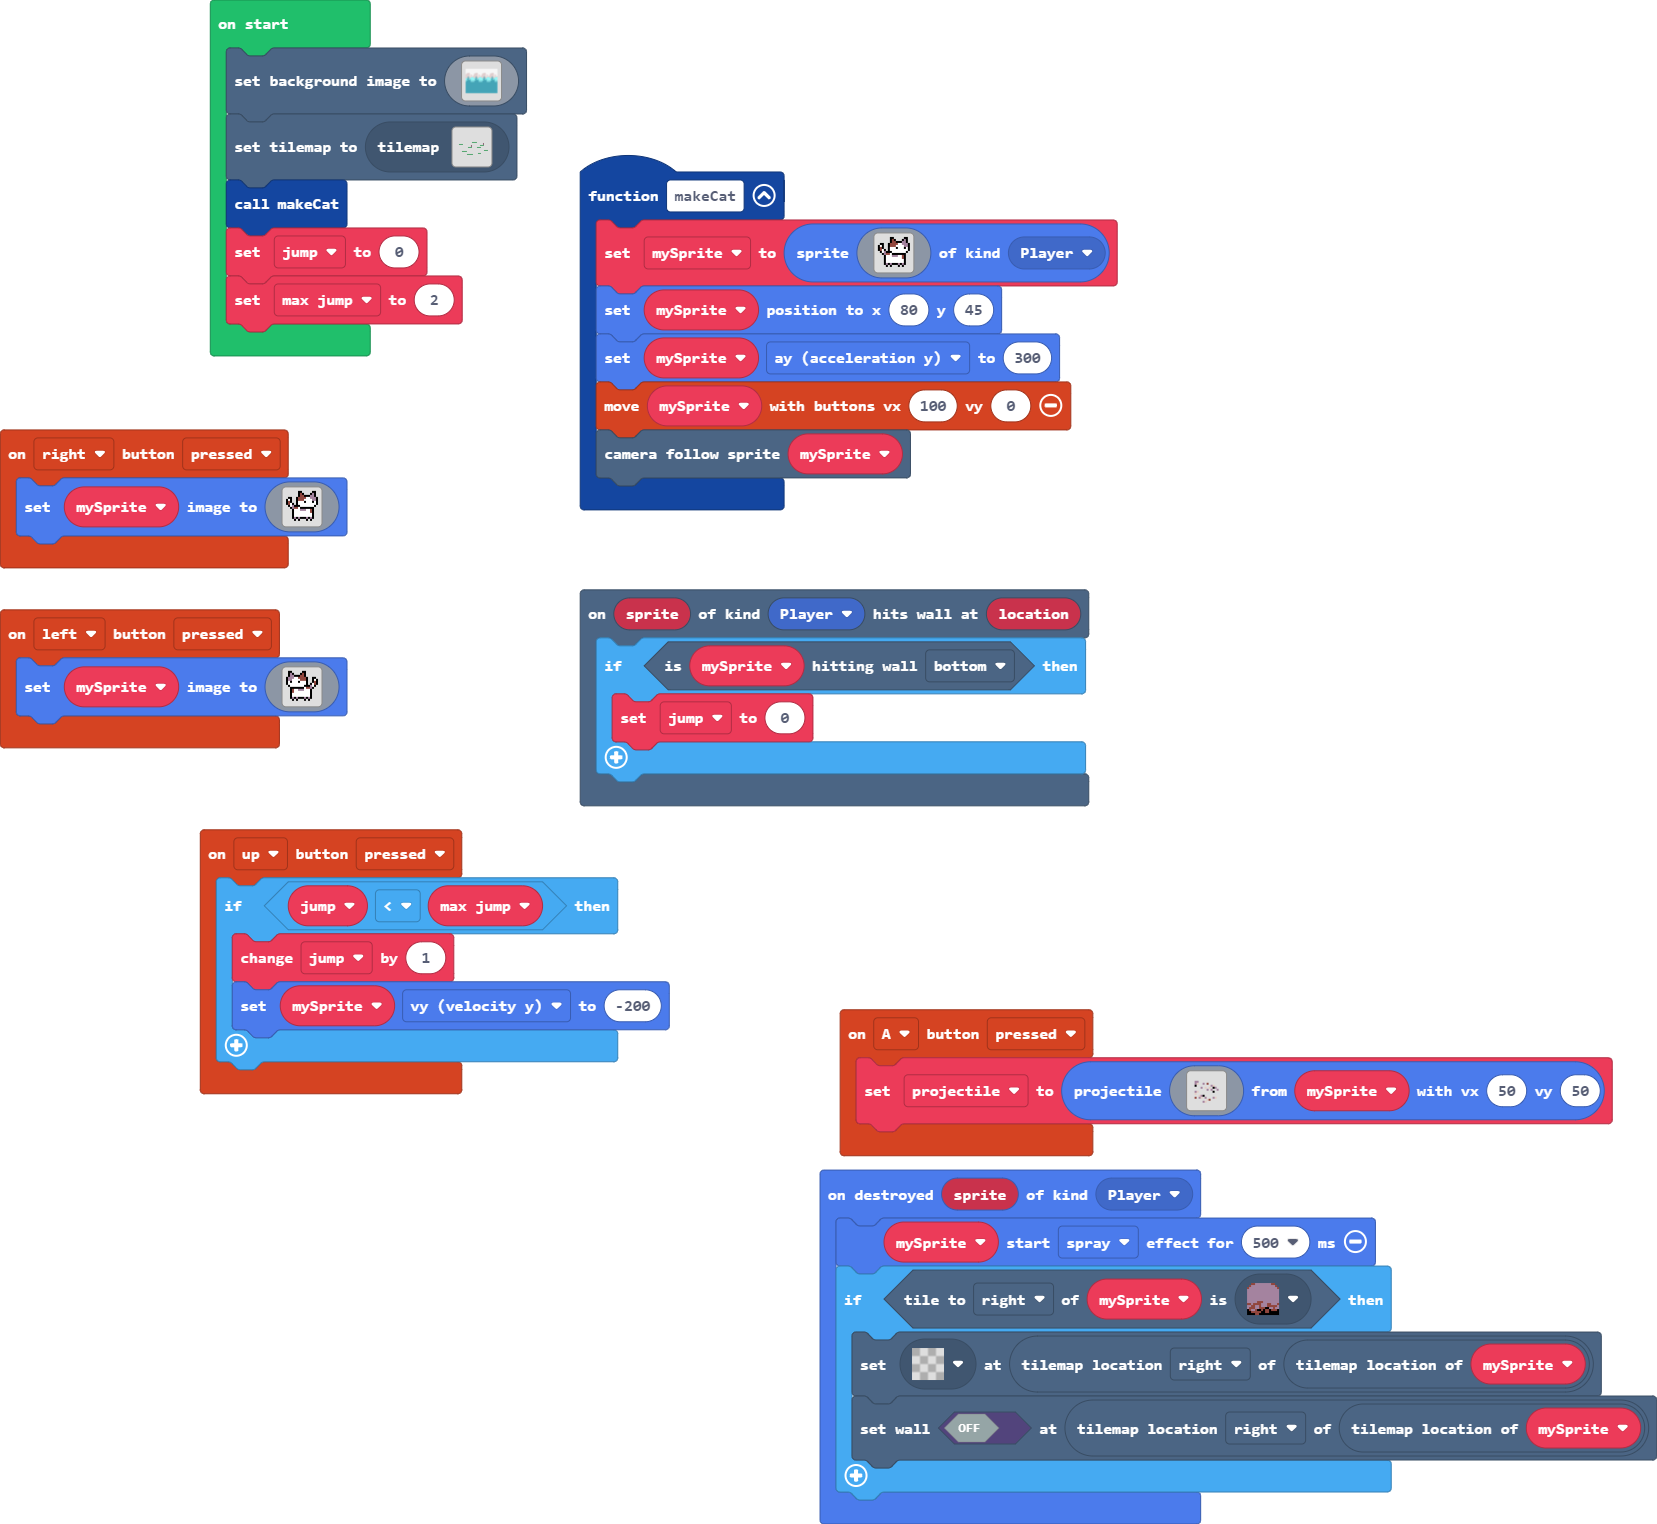 on start
set background image to
set tilemap to tilemap
call makeCat
set jump to 0
set max jump to 2
function makeCat
set mySprite to sprite of kind Player
set mySprite position to x 80 y 45
set mySprite ay (acceleration y) to 300
move mySprite with buttons vx 100 vy 0
camera follow sprite mySprite
on right button pressed
set mySprite image to
on left button pressed
set mySprite image to
on sprite of kind Player hits wall at location
if is mySprite hitting wall bottom then
set jump to 0
on up button pressed
if jump < max jump then
change jump by 1
set mySprite vy (velocity y) to -200
on A button pressed
set projectile to projectile from mySprite with vx 50 vy 50
on destroyed sprite of kind Player
mySprite start spray effect for 500 ms
if tile to right of mySprite is then
set at tilemap location right of tilemap location of mySprite
set wall OFF at tilemap location right of tilemap location of mySprite